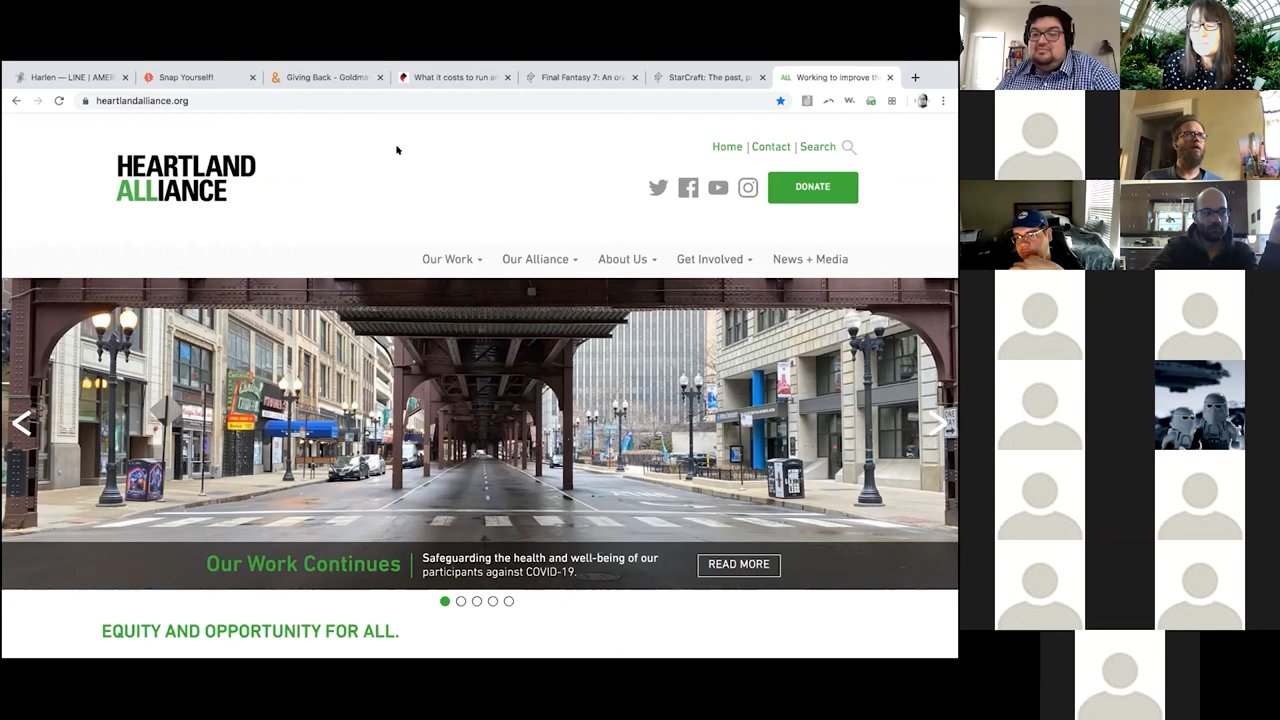 Harlen — LINE | AMER
Snap Yourself!
Giving Back - Goldm
What it costs to run a
Final Fantasy 7: An or
StarCraft: The past, p
ALL Working to improve th
heartlandalliance.org
W.
Home | Contact | Search
HEARTLAND
ALLIANCE
DONATE
Our Work
Our Alliance
About Us
Get Involved
News + Media
Our Work Continues
Safeguarding the health and well-being of our
participants against COVID-19.
READ MORE
EQUITY AND OPPORTUNITY FOR ALL.